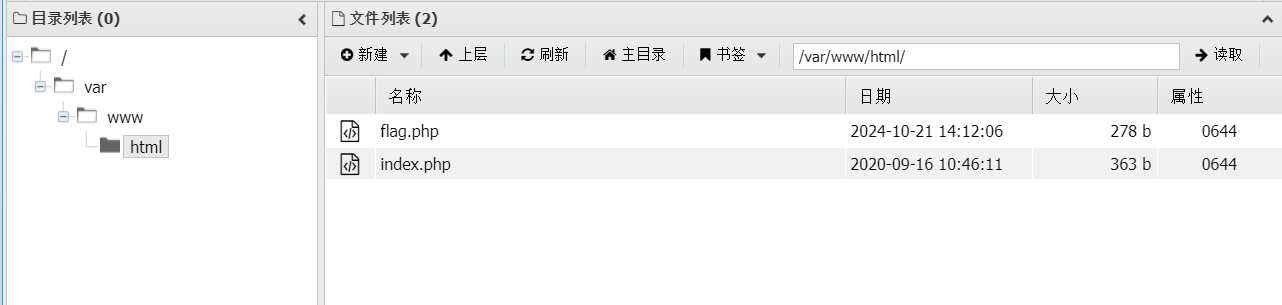 目录列表 (0)
文件列表 (2)
新建 上层 刷新 主目录 书签 /var/www/html/ 读取
/
var
www
html
名称 日期 大小 属性
flag.php 2024-10-21 14:12:06 278 b 0644
index.php 2020-09-16 10:46:11 363 b 0644